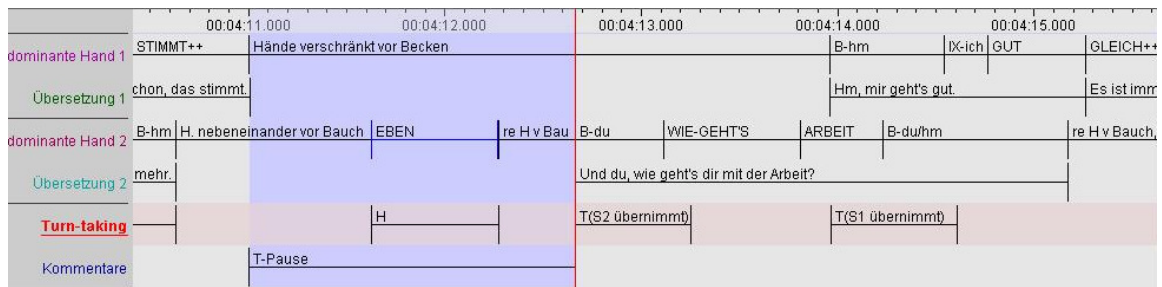 00:04:11.000 00:04:12.000 00:04:13.000 00:04:14.000 00:04:15.000
dominante Hand 1 STIMMT++ Hände verschränkt vor Becken B-hm IX-ich GUT GLEICH++
Übersetzung 1 chon, das stimmt. Hm, mir geht's gut. Es ist imm
dominante Hand 2 B-hm H. nebeneinander vor Bauch EBEN re H v Bau B-du WIE-GEHT'S ARBEIT B-du/hm re H v Bauch,
Übersetzung 2 mehr. Und du, wie geht's dir mit der Arbeit?
Turn-taking H T(S2 übernimmt) T(S1 übernimmt)
Kommentare T-Pause